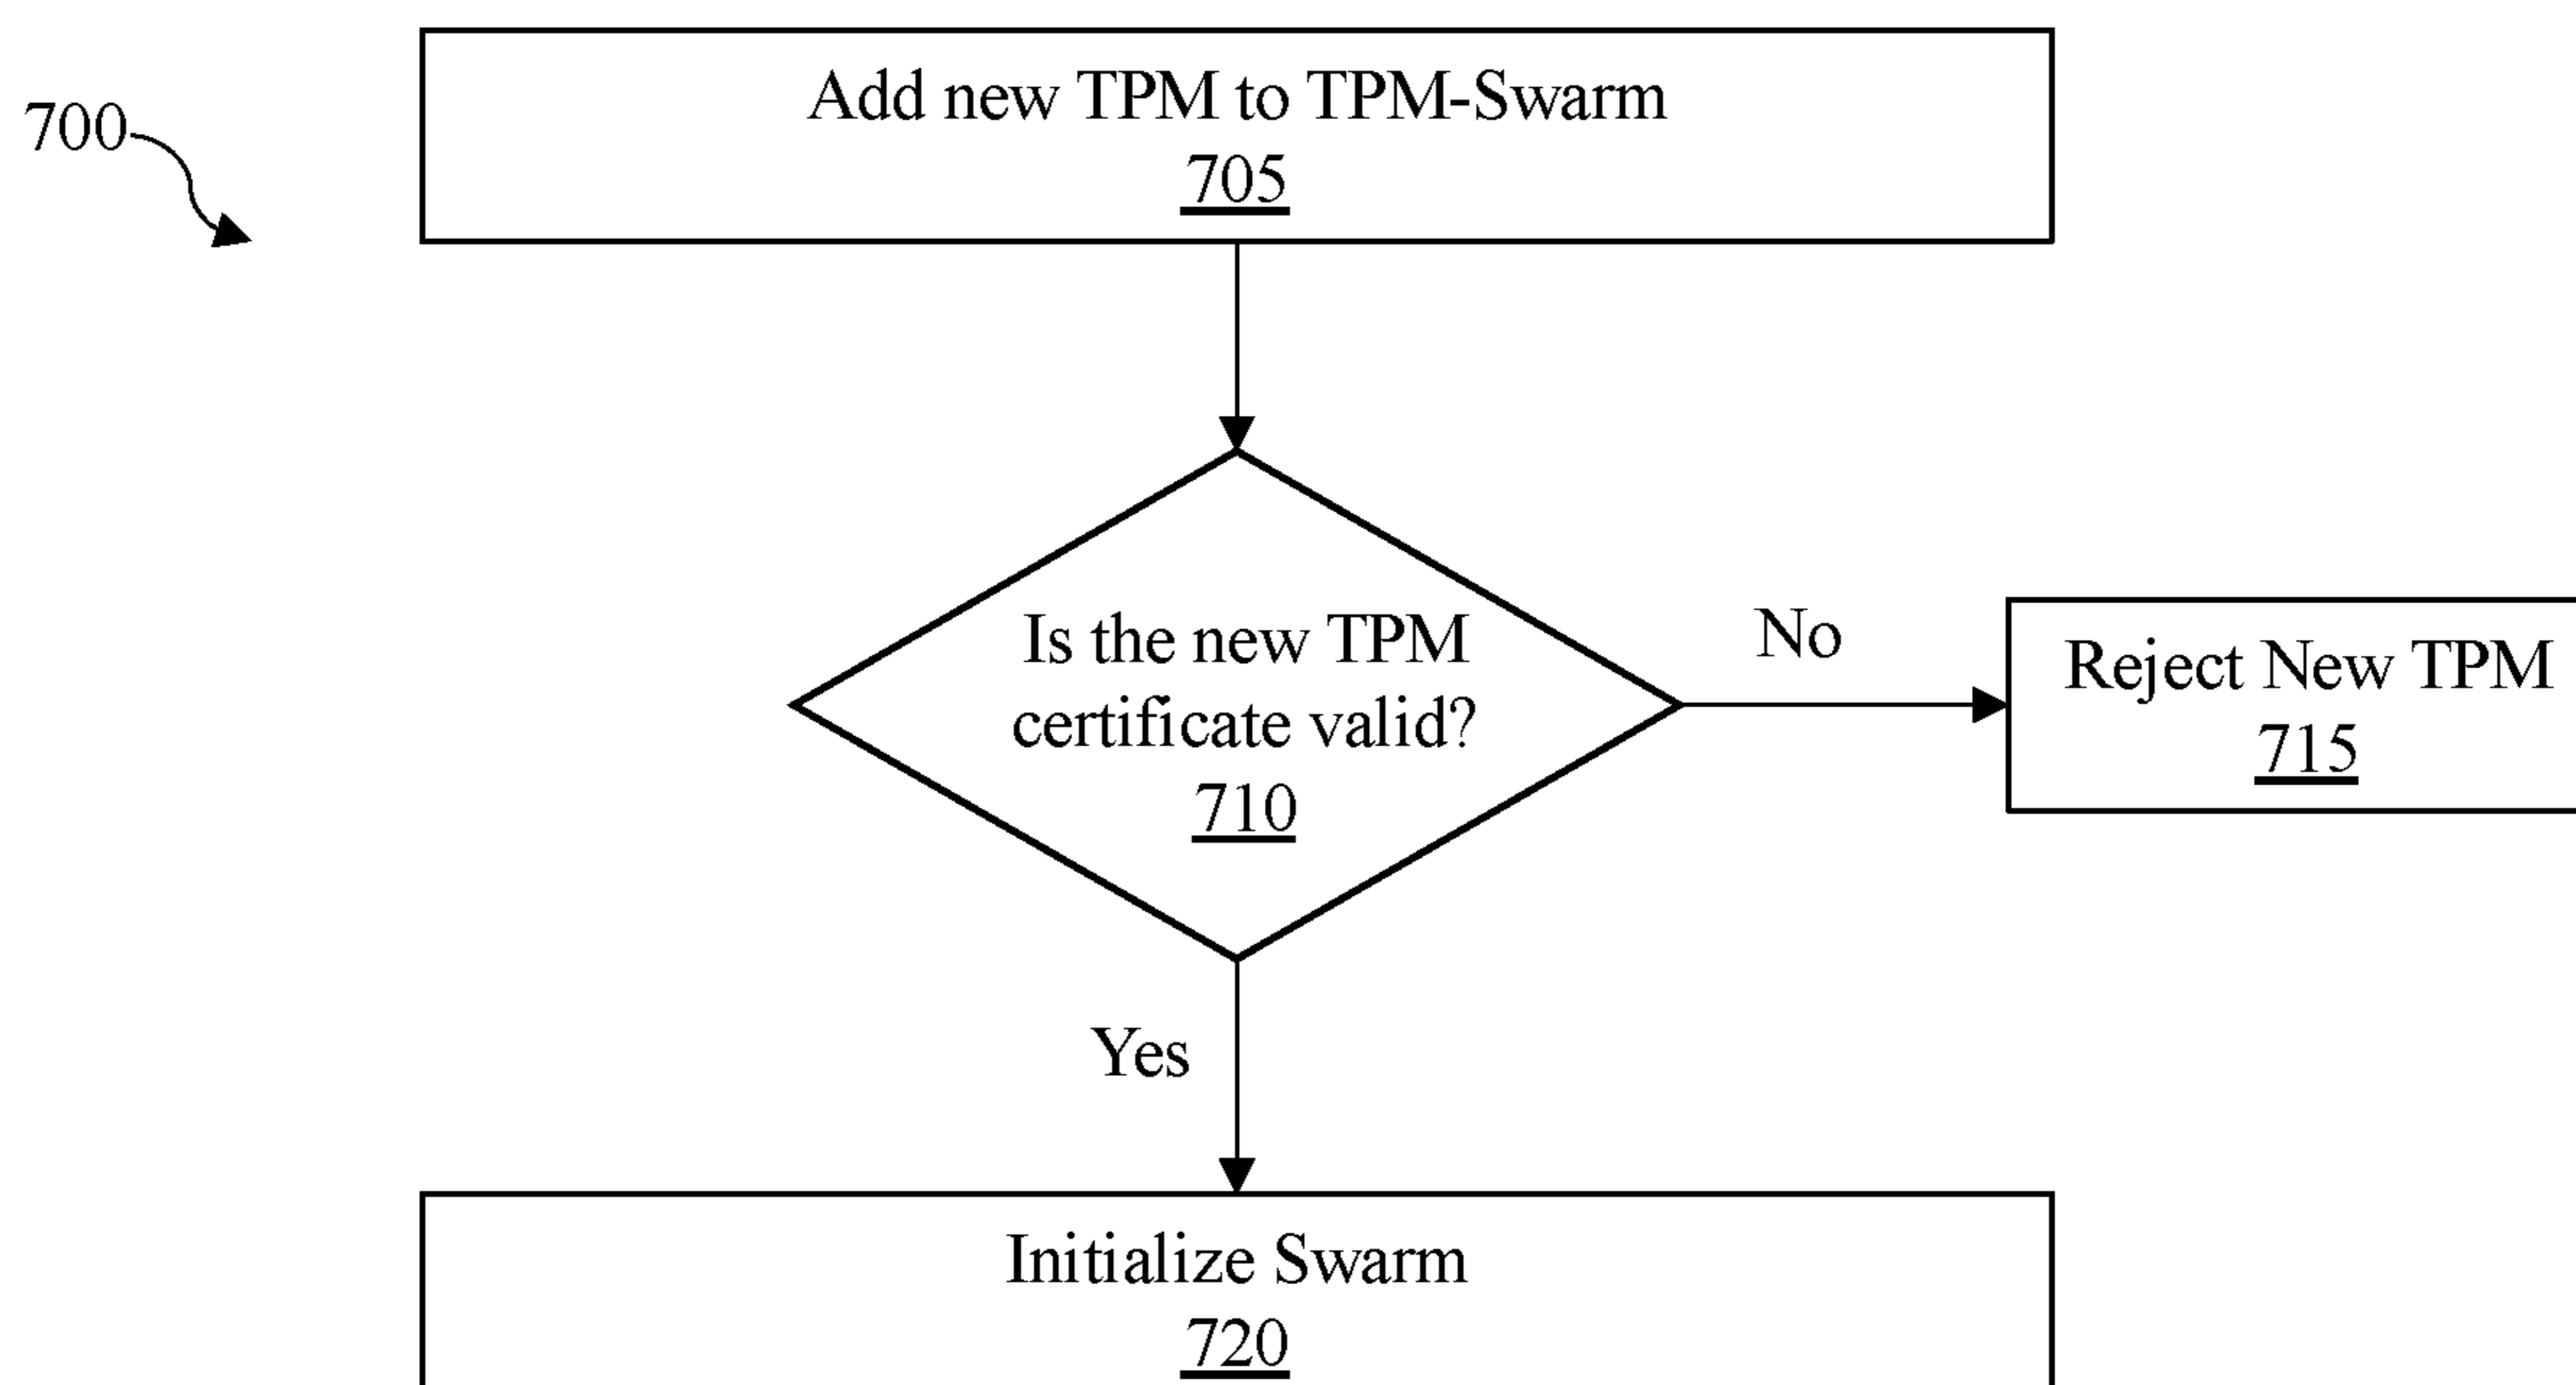 700
Add new TPM to TPM-Swarm
705
Is the new TPM
certificate valid?
710
No
Reject New TPM
715
Yes
Initialize Swarm
720